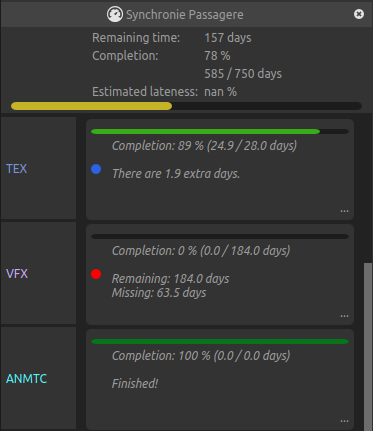 Synchronie Passagere
Remaining time: 157 days
Completion: 78 %
585 / 750 days
Estimated lateness: nan %
TEX
Completion: 89 % (24.9 / 28.0 days)
There are 1.9 extra days.
...
VFX
Completion: 0 % (0.0 / 184.0 days)
Remaining: 184.0 days
Missing: 63.5 days
...
ANMTC
Completion: 100 % (0.0 / 0.0 days)
Finished!
...